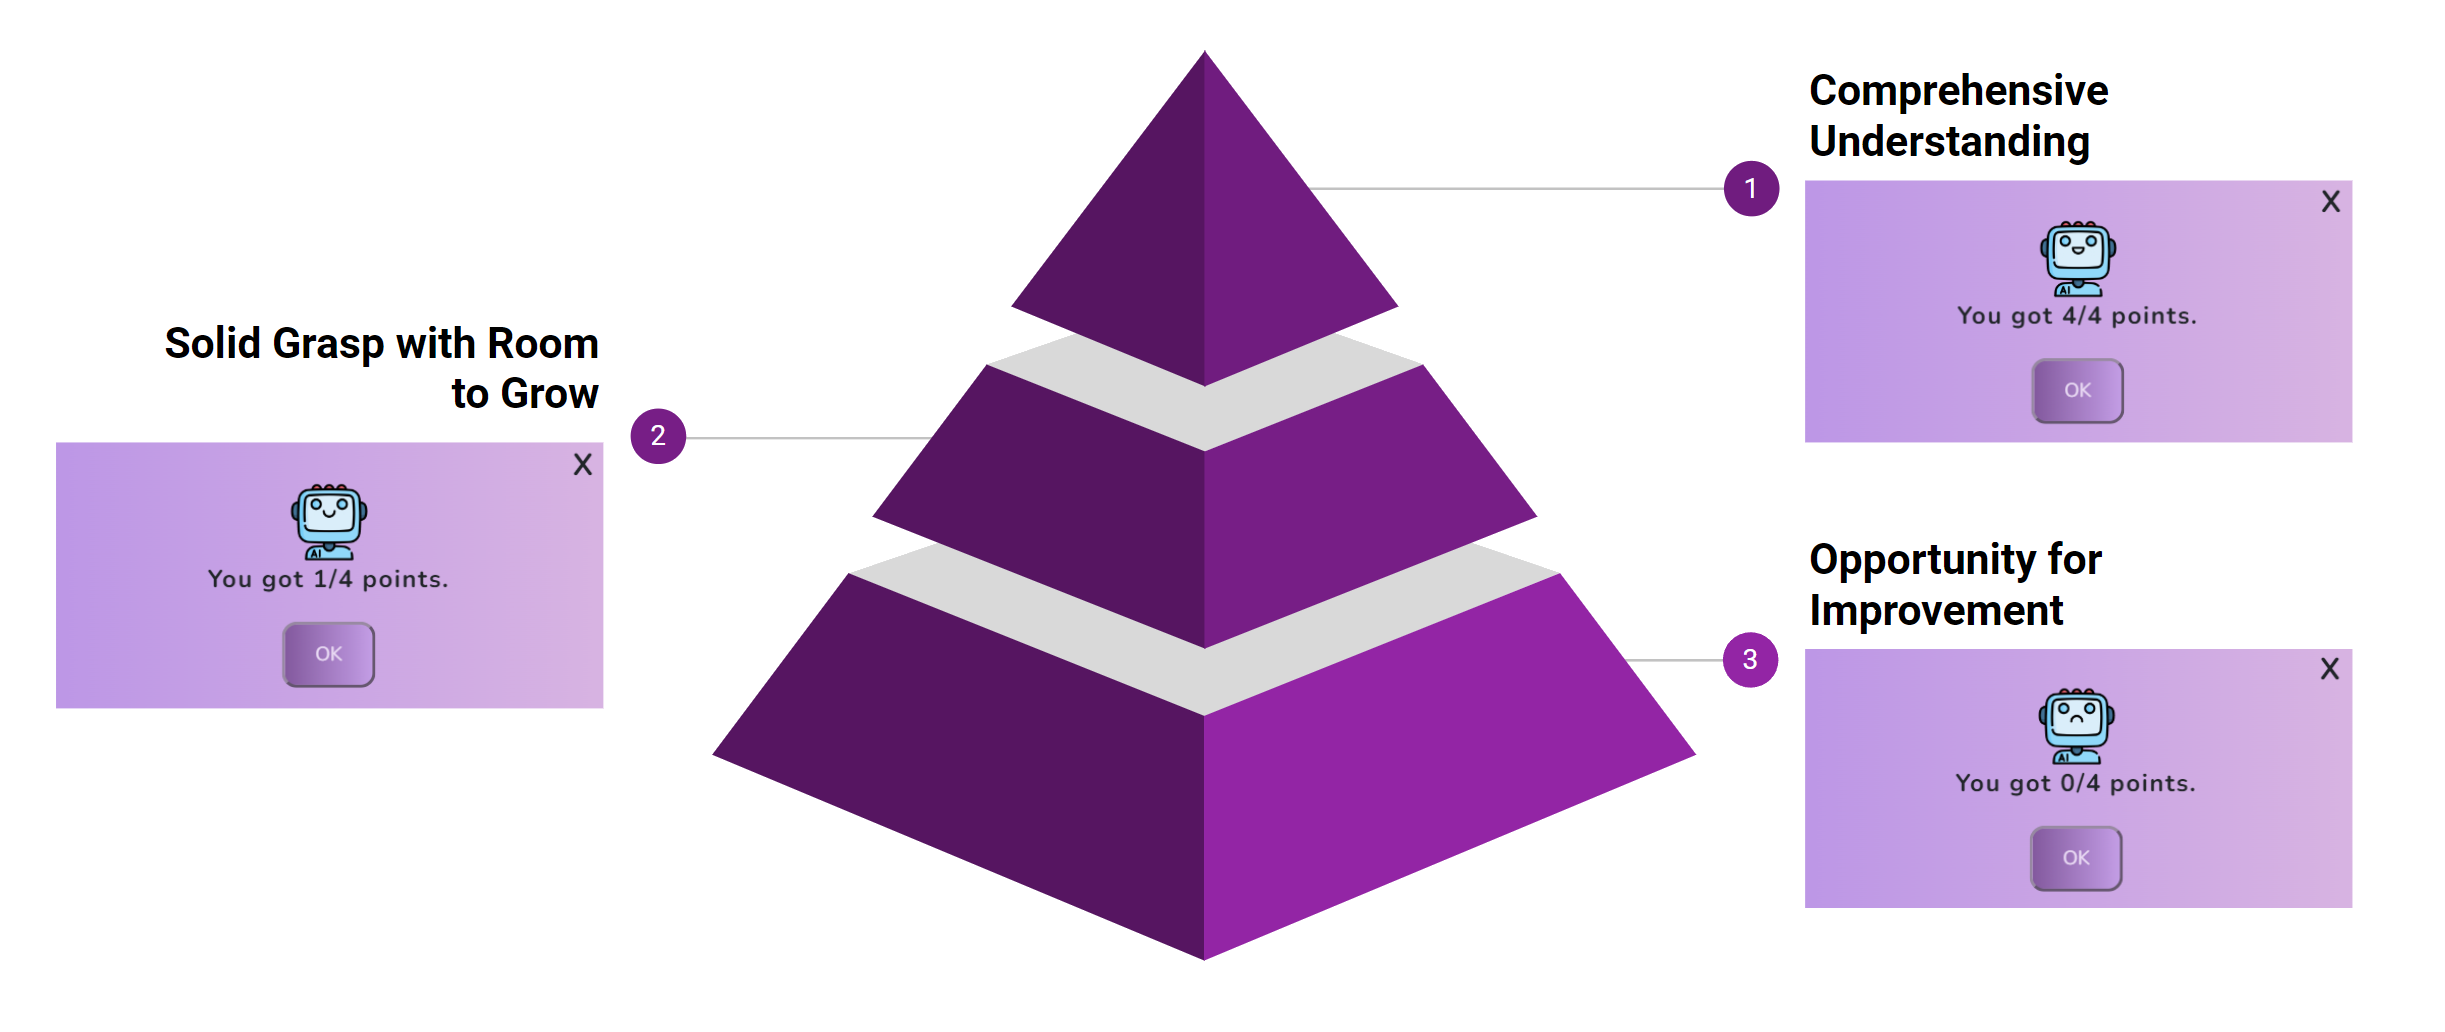 Comprehensive
Understanding
1
X
AI
You got 4/4 points.
OK
Solid Grasp with Room
to Grow
2
X
AI
You got 1/4 points.
OK
Opportunity for
Improvement
3
X
AI
You got 0/4 points.
OK